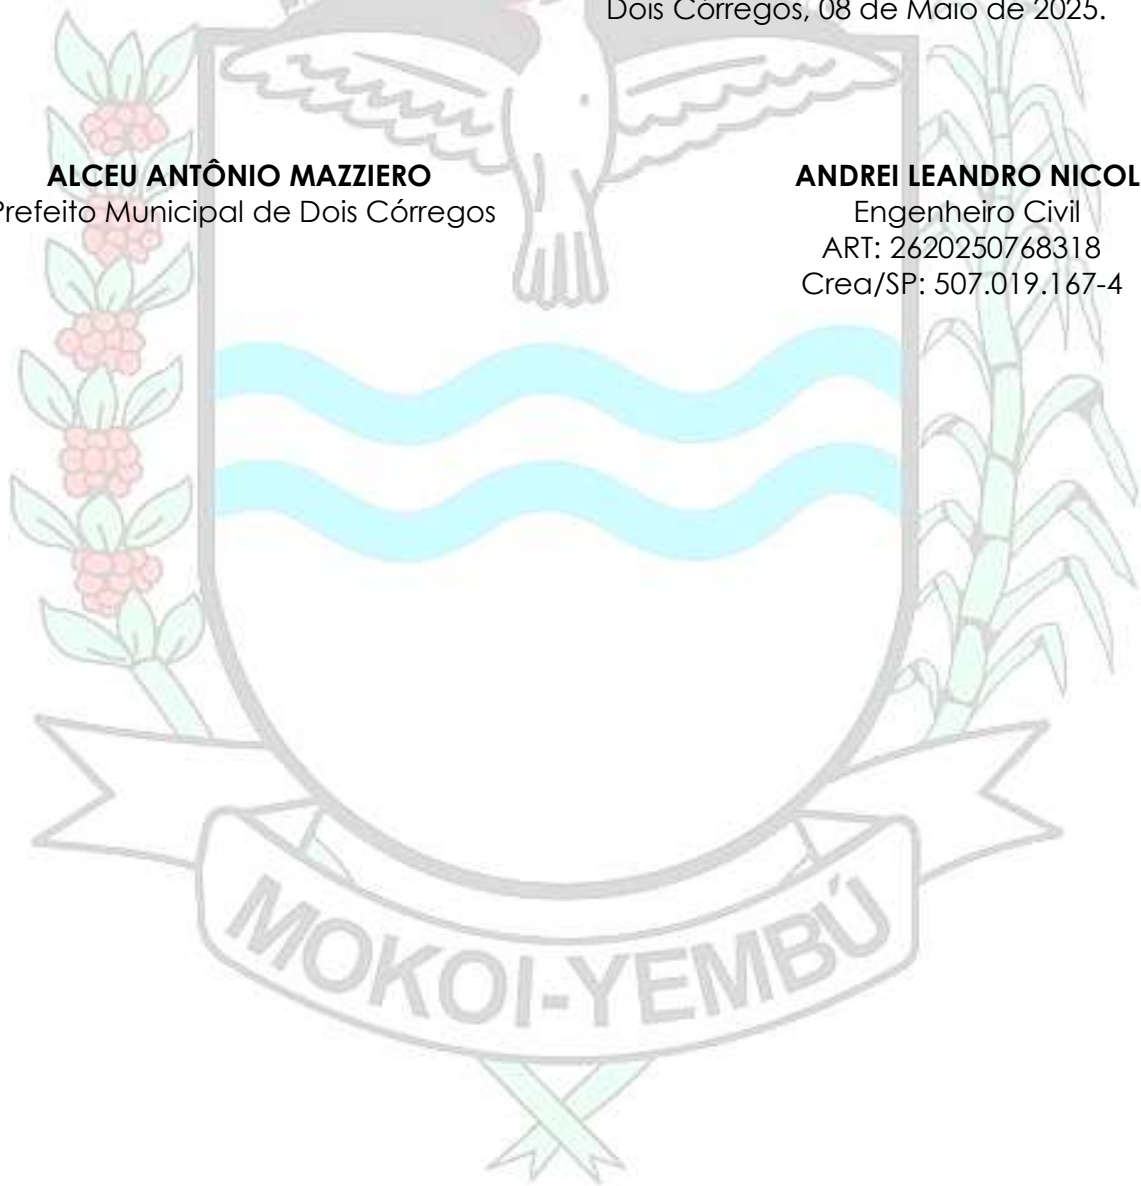 Dois Córregos, 08 de Maio de 2025.
ALCEU ANTÔNIO MAZZIERO
Prefeito Municipal de Dois Córregos
ANDREI LEANDRO NICOL
Engenheiro Civil
ART: 2620250768318
Crea/SP: 507.019.167-4
MOKOI-YEMBÚ